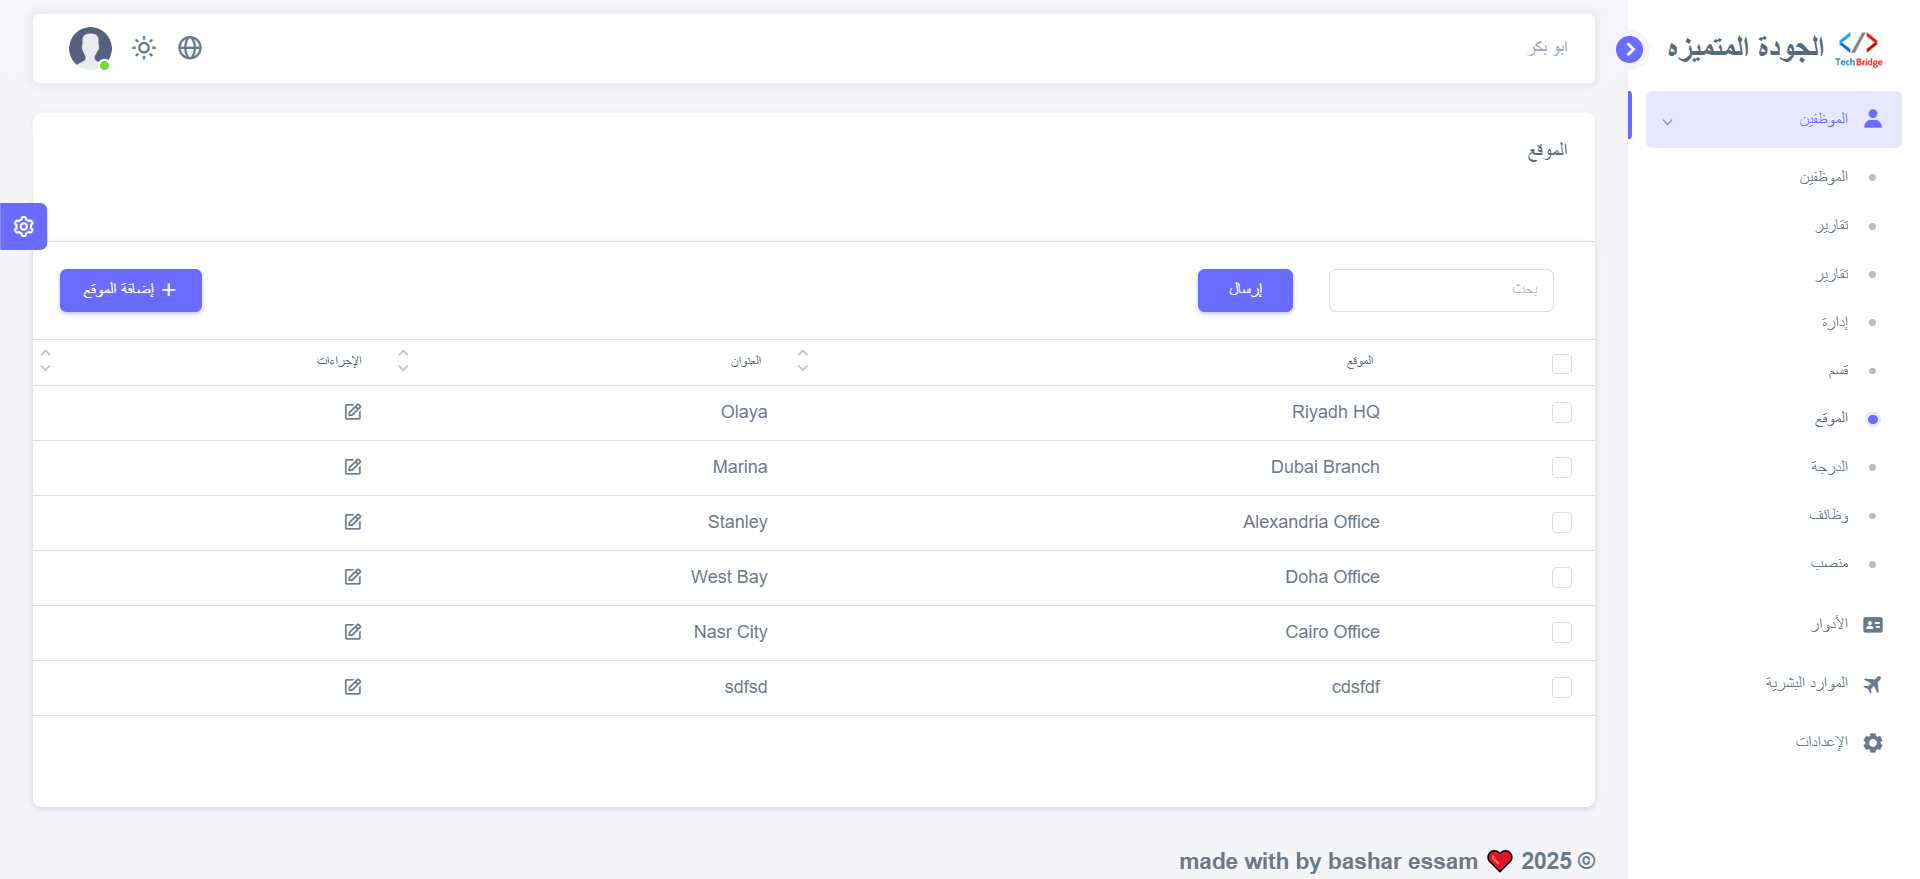 الجودة المتميزه
TechBridge
الموظفين
الموظفين
تقارير
تقارير
إدارة
قسم
الموقع
الدرجة
وظائف
منصب
الأدوار
الموارد البشرية
الإعدادات
ابو بكر
الموقع
بحث
إرسال
إضافة الموقع
الموقع العنوان الإجراءات
Riyadh HQ Olaya
Dubai Branch Marina
Alexandria Office Stanley
Doha Office West Bay
Cairo Office Nasr City
cdsfdf sdfsd
© 2025 ❤️ made with by bashar essam